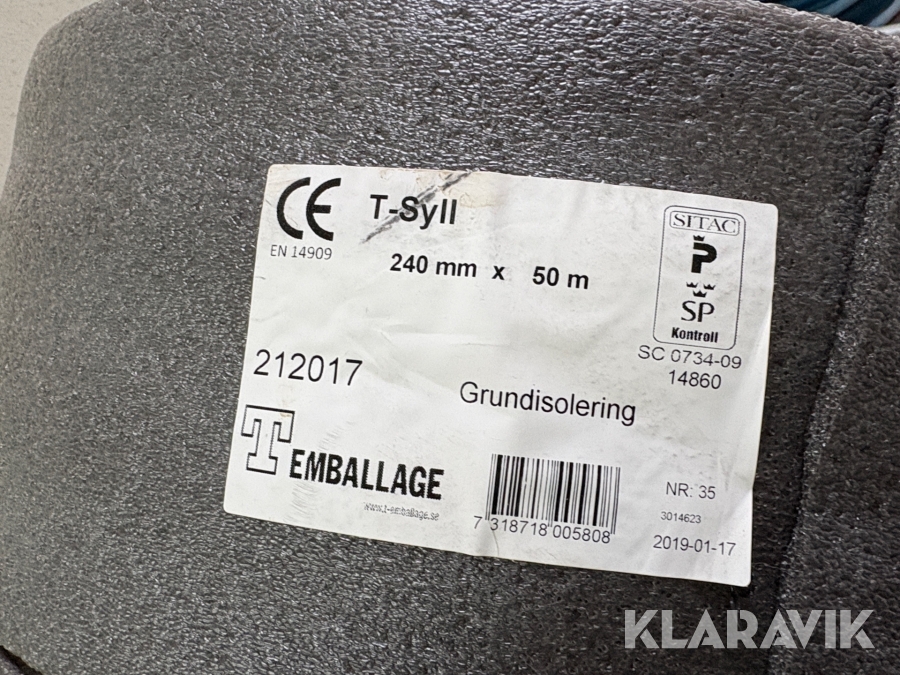 CE
EN 14909
T-Syll
240 mm x 50 m
SITAC
P
SP
Kontroll
SC 0734-09
14860
212017
Grundisolering
T EMBALLAGE
www.t-emballage.se
7 318718 005808
NR: 35
3014623
2019-01-17
KLARAVIK